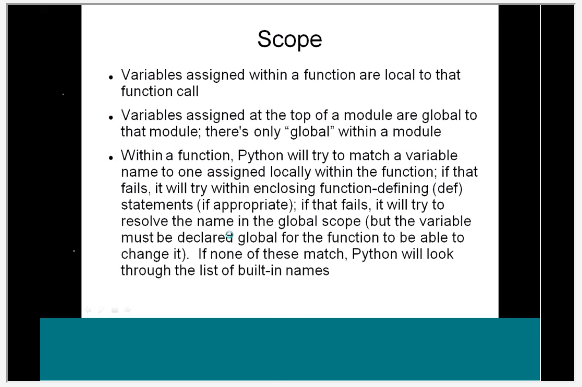 Scope
• Variables assigned within a function are local to that
function call
• Variables assigned at the top of a module are global to
that module; there's only “global” within a module
• Within a function, Python will try to match a variable
name to one assigned locally within the function; if that
fails, it will try within enclosing function-defining (def)
statements (if appropriate); if that fails, it will try to
resolve the name in the global scope (but the variable
must be declared global for the function to be able to
change it).  If none of these match, Python will look
through the list of built-in names